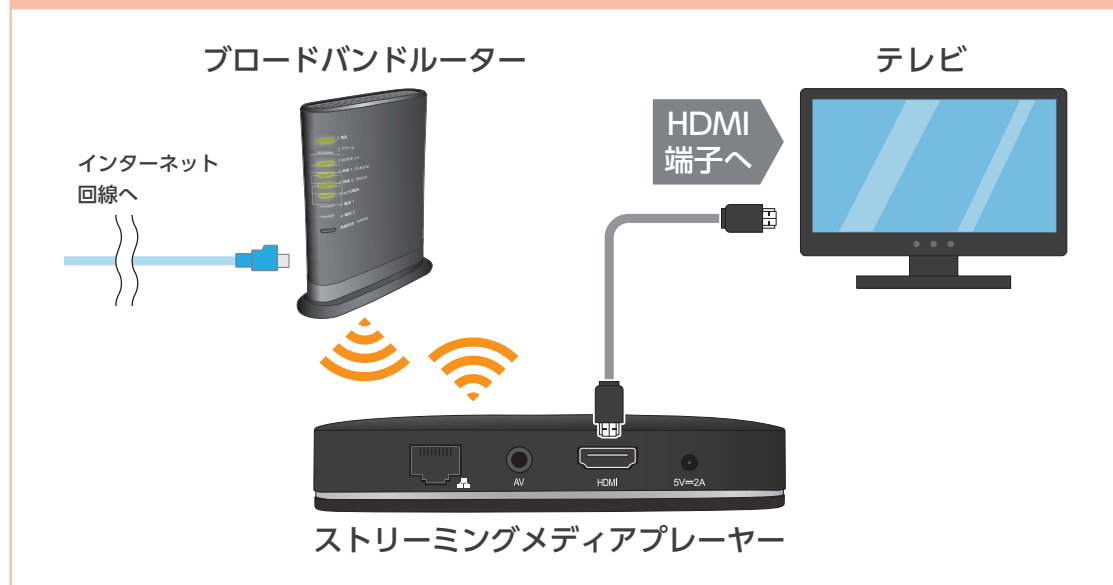 ブロードバンドルーター
テレビ
HDMI
端子へ
インターネット
回線へ
AV
HDMI
5V⎓2A
ストリーミングメディアプレーヤー